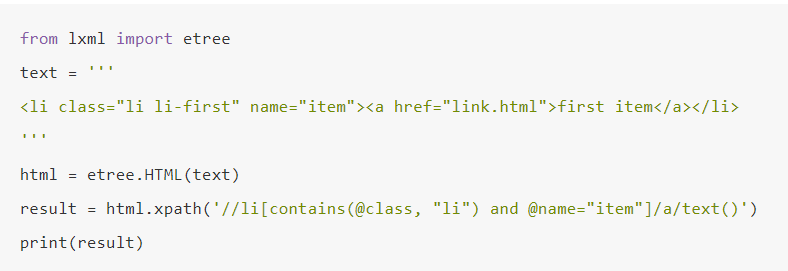 from lxml import etree
text = '''
<li class="li li-first" name="item"><a href="link.html">first item</a></li>
'''
html = etree.HTML(text)
result = html.xpath('//li[contains(@class, "li") and @name="item"]/a/text()')
print(result)